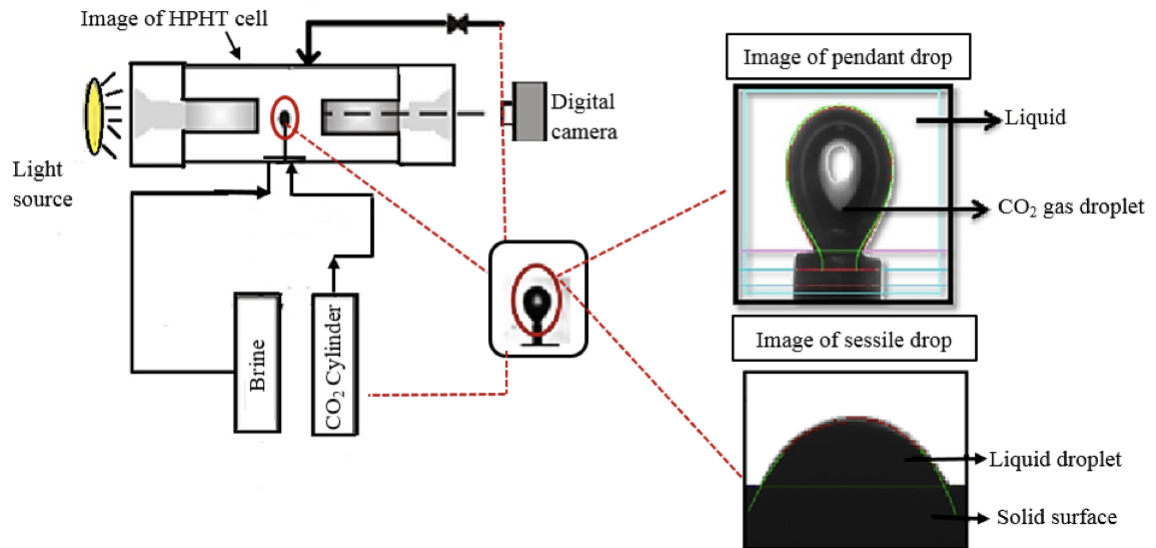 Image of HPHT cell
Light
source
Digital
camera
Brine
CO₂ Cylinder
Image of pendant drop
Liquid
CO₂ gas droplet
Image of sessile drop
Liquid droplet
Solid surface